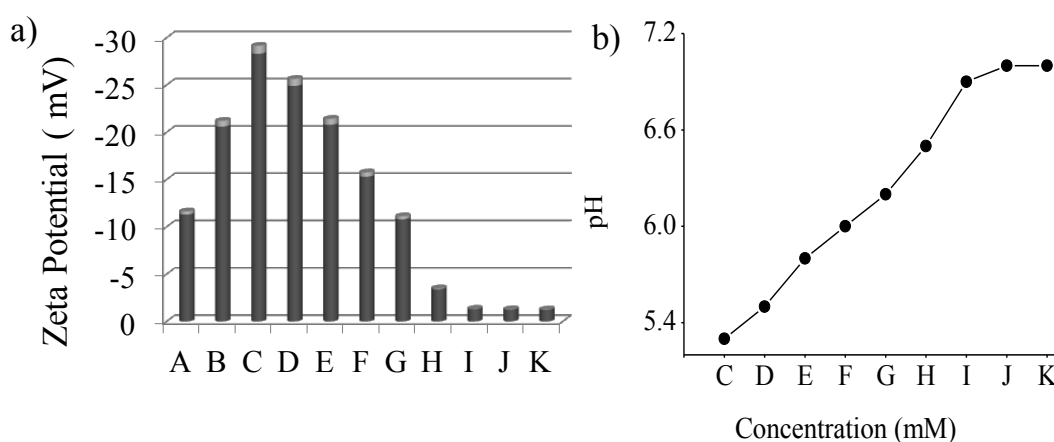 a)
Zeta Potential ( mV)
-30
-25
-20
-15
-10
-5
0
A B C D E F G H I J K
b)
pH
7.2
6.6
6.0
5.4
C D E F G H I J K
Concentration (mM)